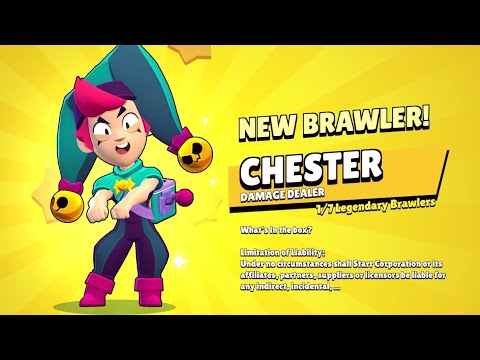 NEW BRAWLER!
CHESTER
DAMAGE DEALER
1/7 Legendary Brawlers
What's in the box?
Limitation of Liability:
Under no circumstances shall Starr Corporation or its
affiliates, partners, suppliers or licensors be liable for
any indirect, incidental, ...